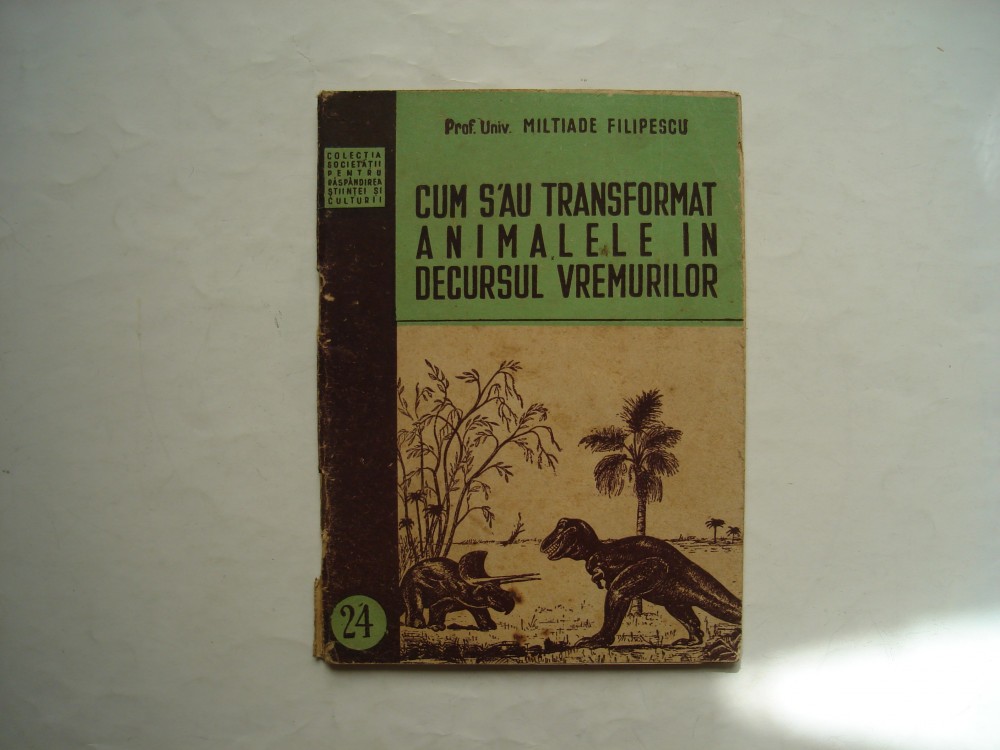 Prof. Univ. MILTIADE FILIPESCU
COLECȚIA
SOCIETĂȚII
PENTRU
RĂSPÂNDIREA
ȘTIINȚEI ȘI
CULTURII
CUM S'AU TRANSFORMAT
ANIMALELE IN
DECURSUL VREMURILOR
24